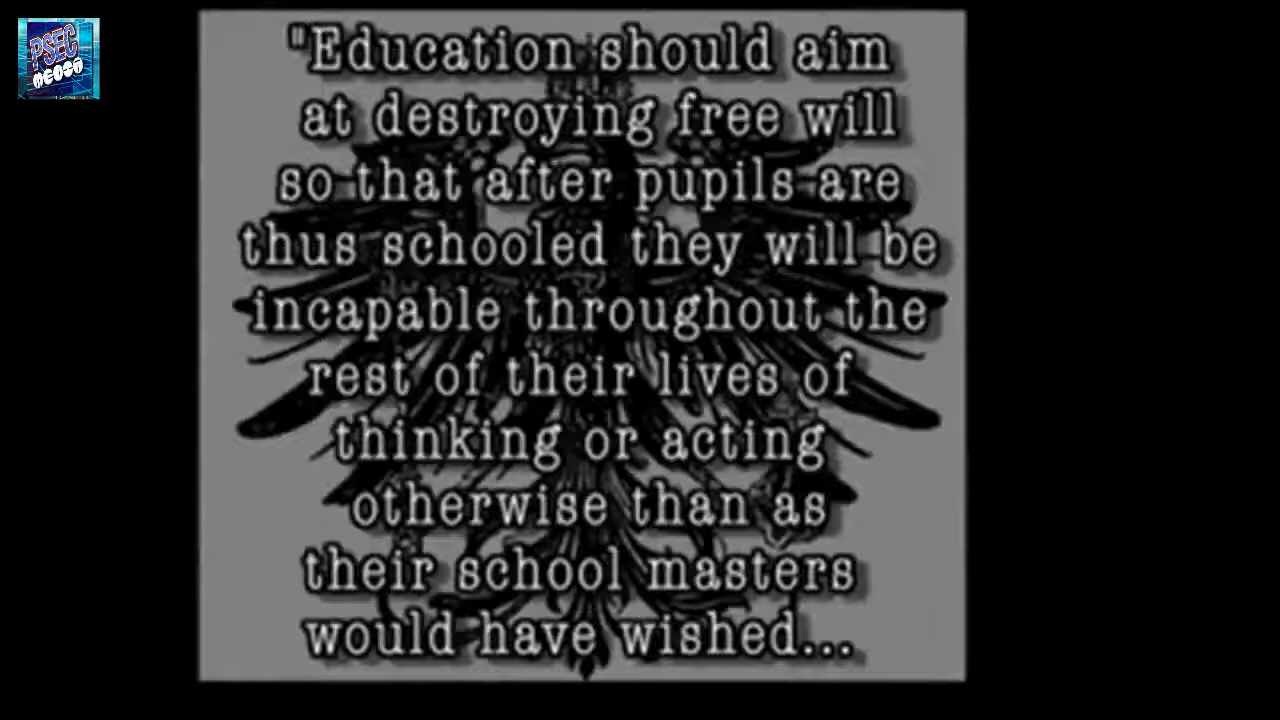 PSEC
"Education should aim
at destroying free will
so that after pupils are
thus schooled they will be
incapable throughout the
rest of their lives of
thinking or acting
otherwise than as
their school masters
would have wished...